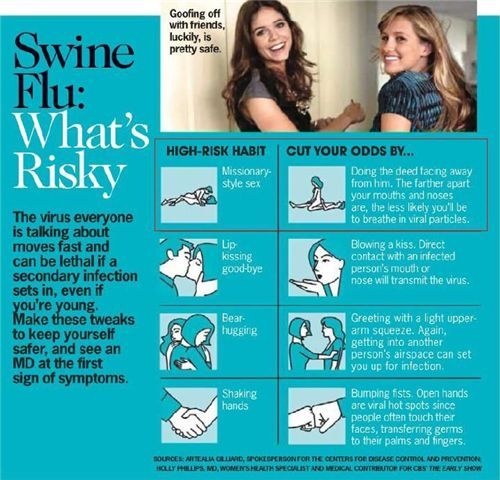 Goofing off
with friends,
luckily, is
pretty safe.
Swine
Flu:
What's
Risky
The virus everyone
is talking about
moves fast and
can be lethal if a
secondary infection
sets in, even if
you're young.
Make these tweaks
to keep yourself
safer, and see an
MD at the first
sign of symptoms.
HIGH-RISK HABIT
CUT YOUR ODDS BY...
Missionary-
style sex
Doing the deed facing away
from him. The farther apart
your mouths and noses
are, the less likely you'll be
to breathe in viral particles.
Lip-
kissing
good-bye
Blowing a kiss. Direct
contact with an infected
person's mouth or
nose will transmit the virus.
Bear-
hugging
Greeting with a light upper-
arm squeeze. Again,
getting into another
person's airspace can set
you up for infection.
Shaking
hands
Bumping fists. Open hands
are viral hot spots since
people often touch their
faces, transferring germs
to their palms and fingers.
SOURCES: ARTEALIA GILLIARD, SPOKESPERSON FOR THE CENTERS FOR DISEASE CONTROL AND PREVENTION;
HOLLY PHILLIPS, MD, WOMEN'S HEALTH SPECIALIST AND MEDICAL CONTRIBUTOR FOR CBS' THE EARLY SHOW